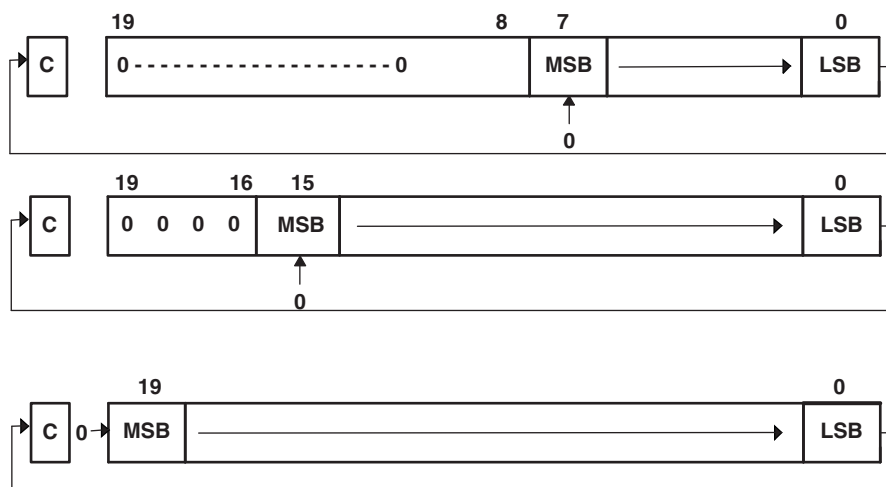 19 8 7 0
C 0 - - - - - - - - - - - - - - - - - - - 0 MSB LSB
0
19 16 15 0
C 0 0 0 0 MSB LSB
0
19 0
C 0 MSB LSB